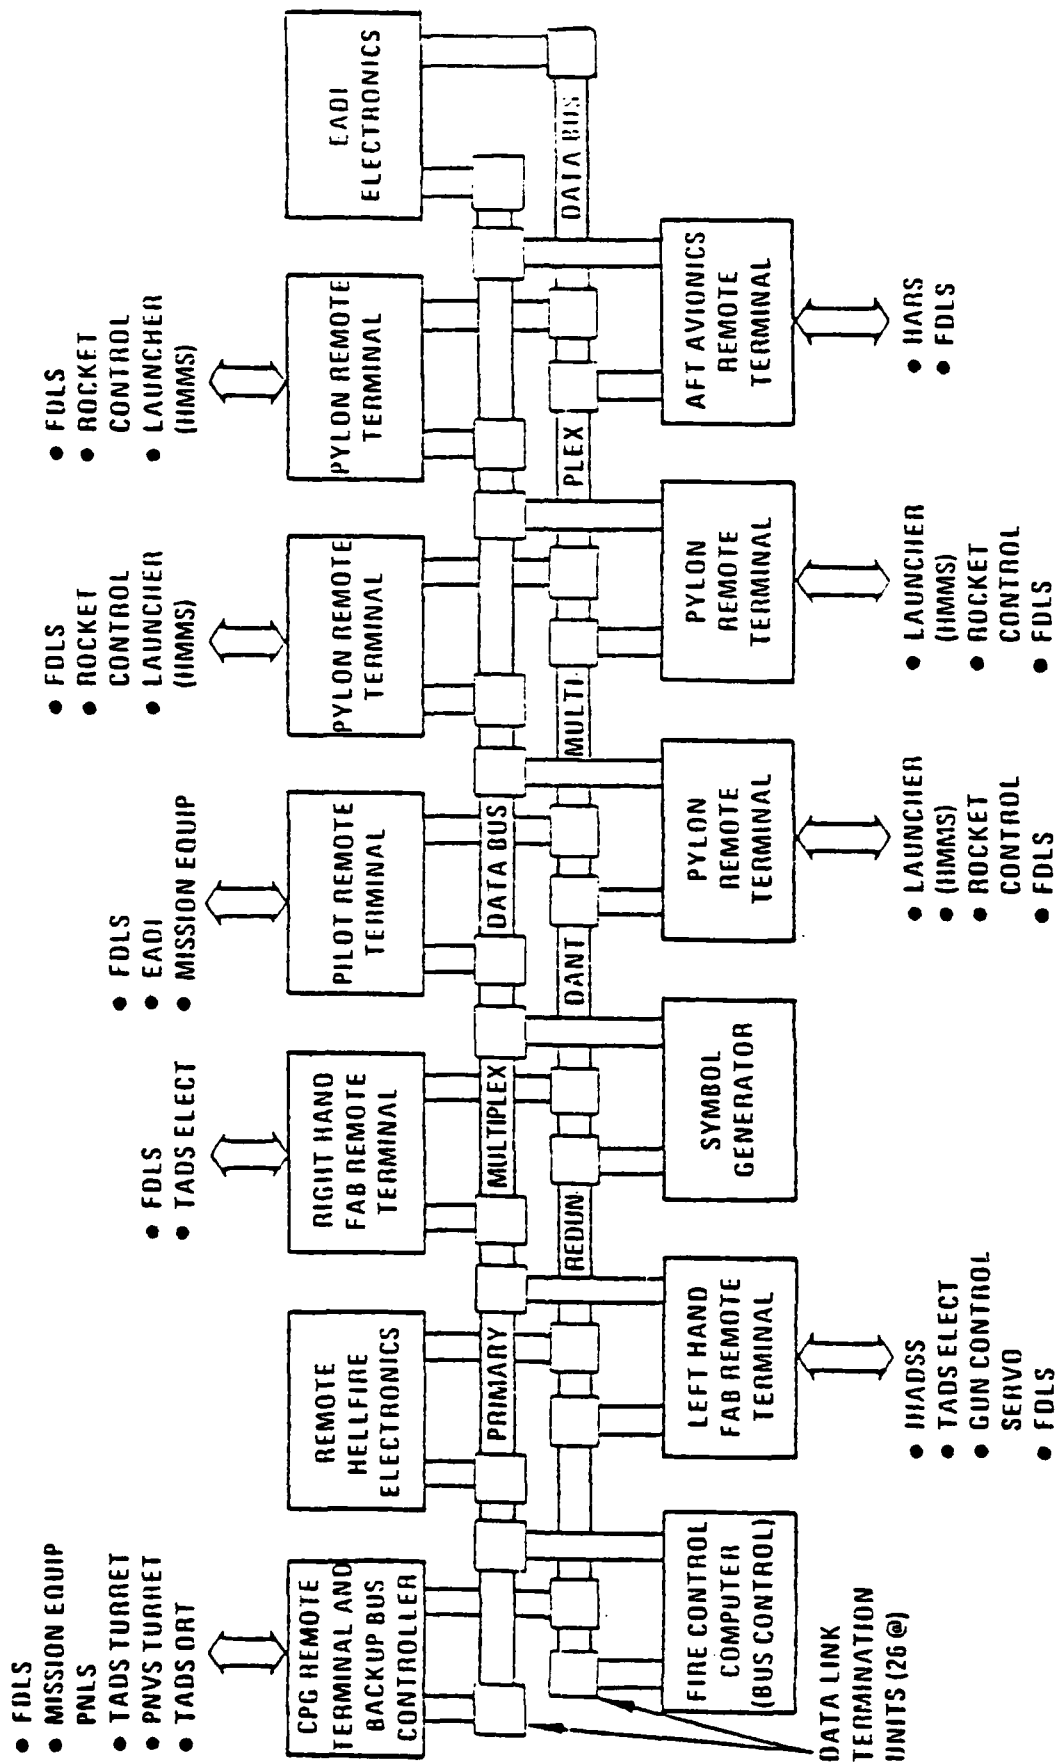 ● FDLS
● MISSION EQUIP
PNLS
● TADS TURRET
● PNVS TURRET
● TADS ORT
● FDLS
● TADS ELECT
● FDLS
● EADI
● MISSION EQUIP
● FDLS
● ROCKET
CONTROL
● LAUNCHER
(HMMS)
● FDLS
● ROCKET
CONTROL
● LAUNCHER
(HMMS)
CPG REMOTE
TERMINAL AND
BACKUP BUS
CONTROLLER
REMOTE
HELLFIRE
ELECTRONICS
RIGHT HAND
FAB REMOTE
TERMINAL
PILOT REMOTE
TERMINAL
PYLON REMOTE
TERMINAL
PYLON REMOTE
TERMINAL
EADI
ELECTRONICS
PRIMARY MULTIPLEX DATA BUS
REDUN DANT MULTI PLEX DATA BUS
FIRE CONTROL
COMPUTER
(BUS CONTROL)
LEFT HAND
FAB REMOTE
TERMINAL
SYMBOL
GENERATOR
PYLON
REMOTE
TERMINAL
PYLON
REMOTE
TERMINAL
AFT AVIONICS
REMOTE
TERMINAL
DATA LINK
TERMINATION
UNITS (26 @)
● IHADSS
● TADS ELECT
● GUN CONTROL
SERVO
● FDLS
● LAUNCHER
● (HMMS)
● ROCKET
CONTROL
● FDLS
● LAUNCHER
(HMMS)
● ROCKET
CONTROL
● FDLS
● HARS
● FDLS